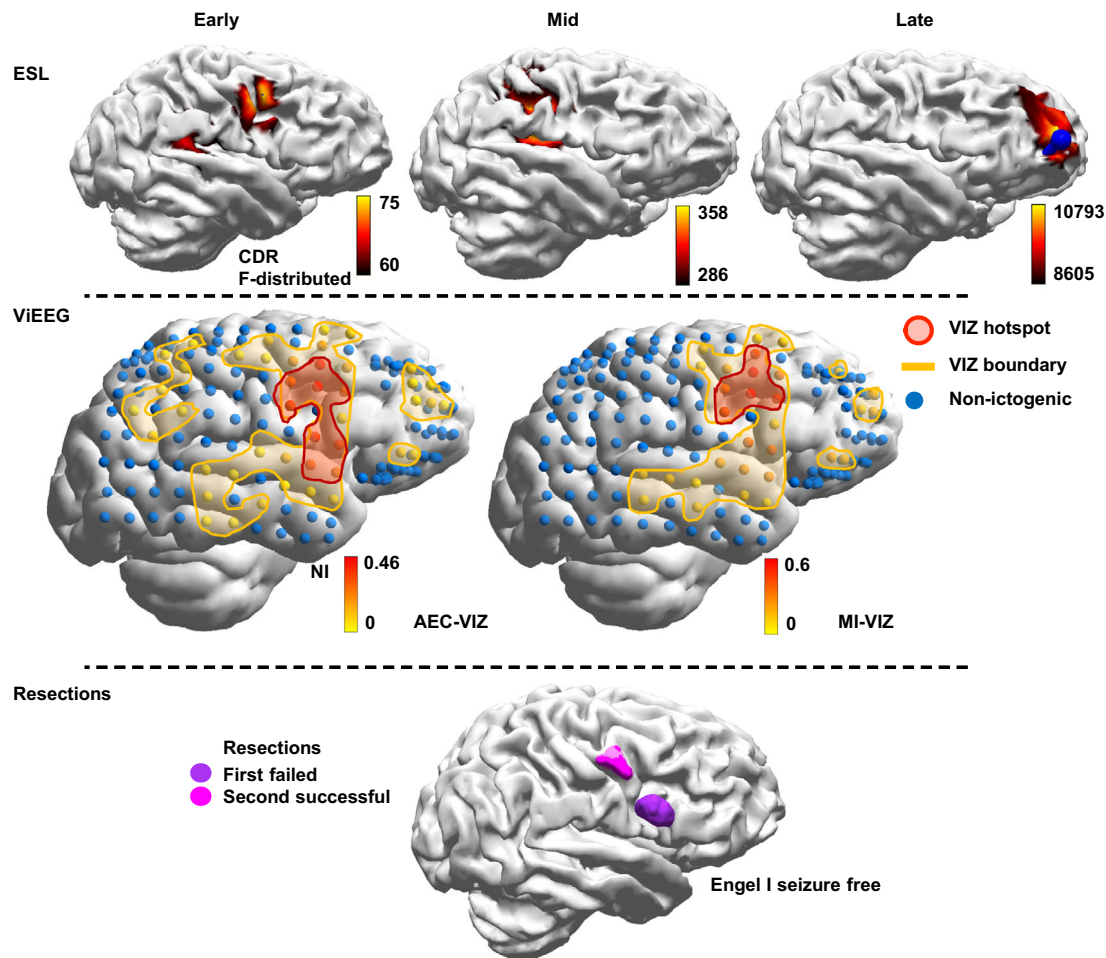 Early Mid Late
ESL
75
60
CDR
F-distributed
358
286
10793
8605
ViEEG
VIZ hotspot
VIZ boundary
Non-ictogenic
NI
0.46
0
AEC-VIZ
0.6
0
MI-VIZ
Resections
Resections
First failed
Second successful
Engel I seizure free